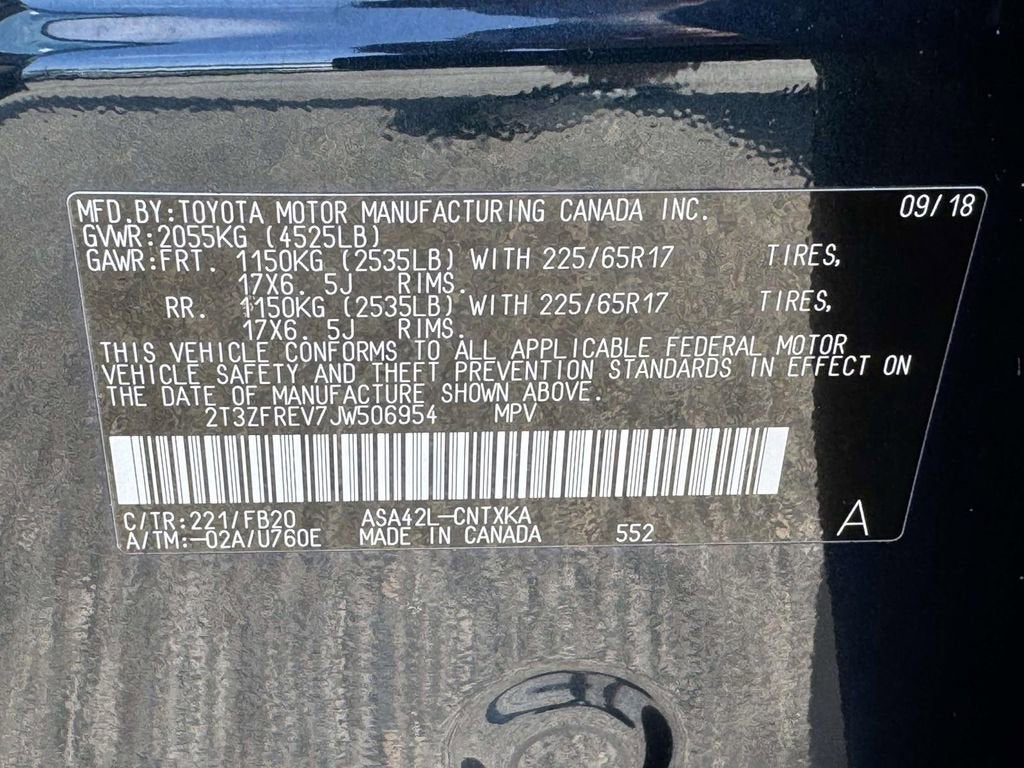 MFD.BY:TOYOTA MOTOR MANUFACTURING CANADA INC. 09/18
GVWR:2055KG (4525LB)
GAWR:FRT. 1150KG (2535LB) WITH 225/65R17 TIRES,
17X6. 5J RIMS.
RR. 1150KG (2535LB) WITH 225/65R17 TIRES,
17X6. 5J RIMS.
THIS VEHICLE CONFORMS TO ALL APPLICABLE FEDERAL MOTOR
VEHICLE SAFETY AND THEFT PREVENTION STANDARDS IN EFFECT ON
THE DATE OF MANUFACTURE SHOWN ABOVE.
2T3ZFREV7JW506954 MPV
C/TR:221/FB20 ASA42L-CNTXKA
A/TM:-02A/U760E MADE IN CANADA 552 A